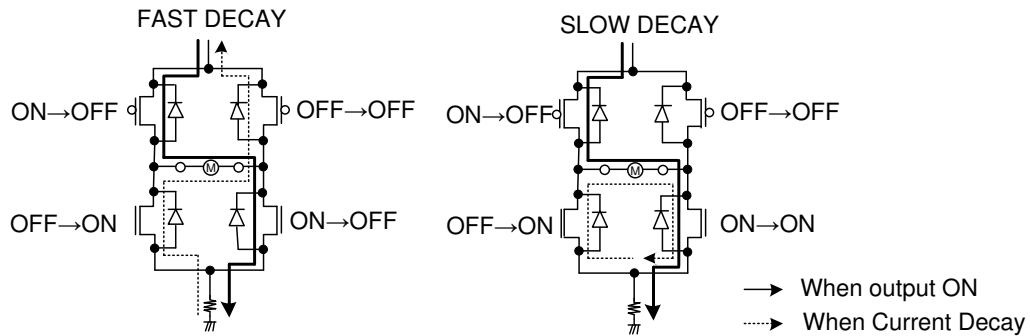 FAST DECAY
SLOW DECAY
ON→OFF
OFF→OFF
ON→OFF
OFF→OFF
M
M
OFF→ON
ON→OFF
OFF→ON
ON→ON
When output ON
When Current Decay